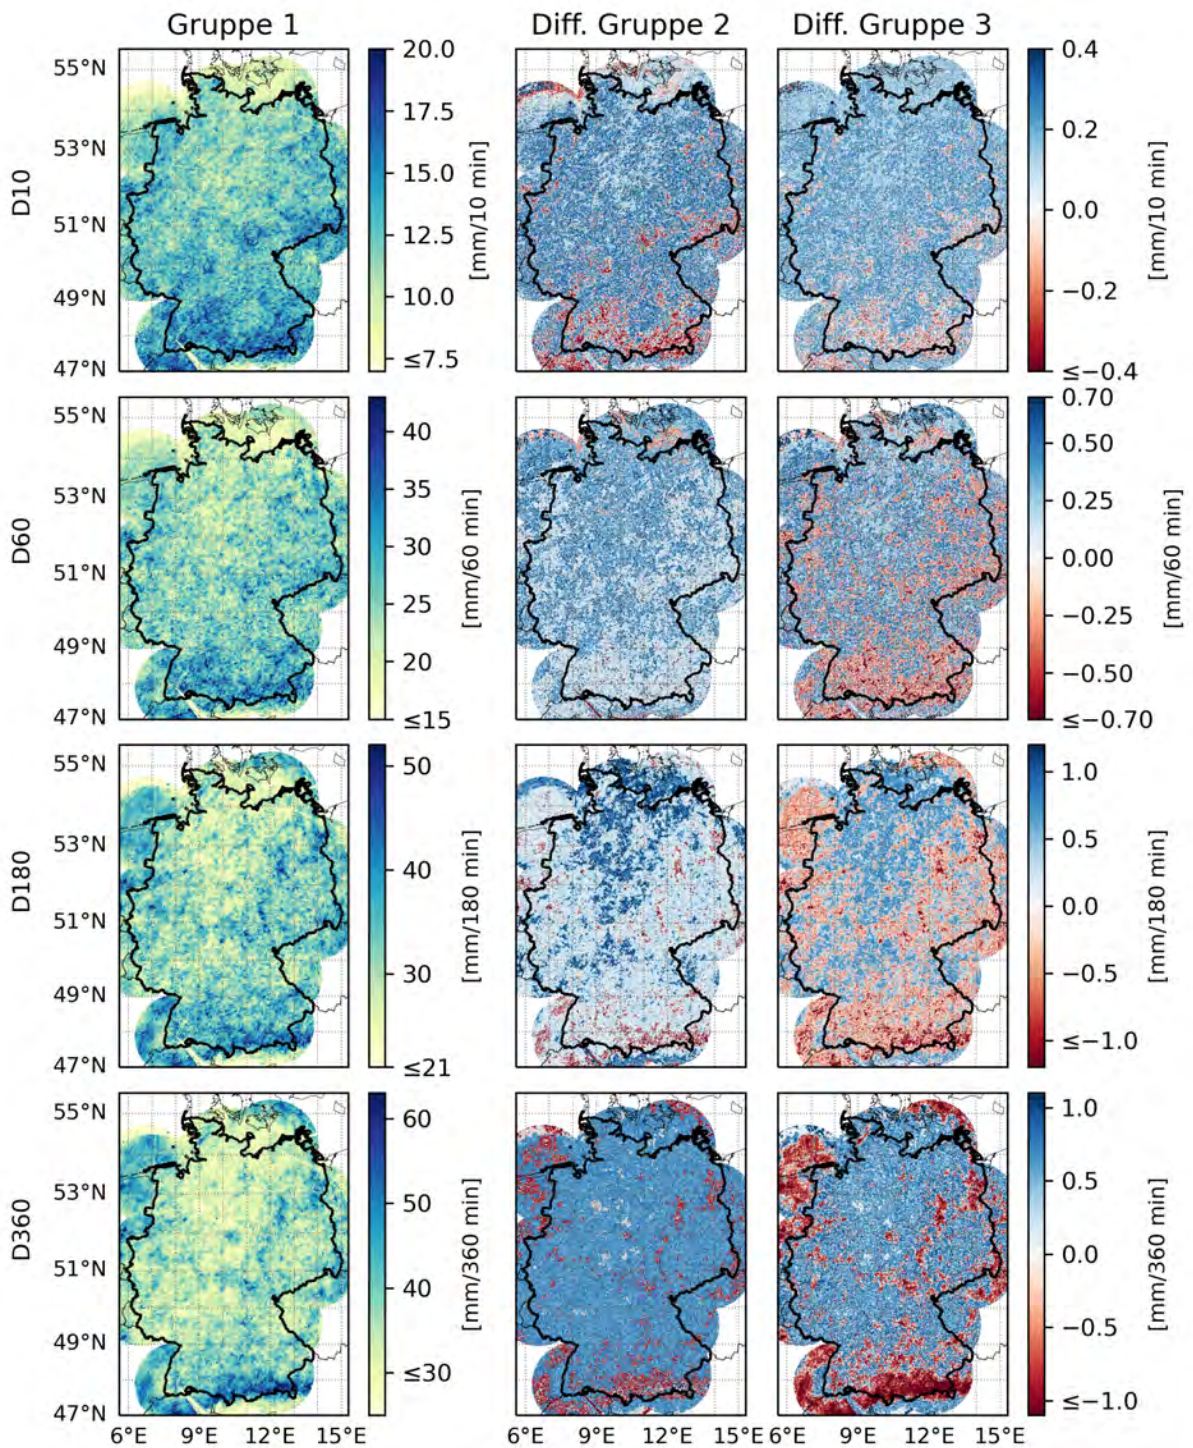 Gruppe 1
Diff. Gruppe 2
Diff. Gruppe 3
D10
55°N
53°N
51°N
49°N
47°N
20.0
17.5
15.0
12.5
10.0
≤7.5
[mm/10 min]
0.4
0.2
0.0
−0.2
≤−0.4
[mm/10 min]
D60
55°N
53°N
51°N
49°N
47°N
40
35
30
25
20
≤15
[mm/60 min]
0.70
0.50
0.25
0.00
−0.25
−0.50
≤−0.70
[mm/60 min]
D180
55°N
53°N
51°N
49°N
47°N
50
40
30
≤21
[mm/180 min]
1.0
0.5
0.0
−0.5
≤−1.0
[mm/180 min]
D360
55°N
53°N
51°N
49°N
47°N
60
50
40
≤30
[mm/360 min]
1.0
0.5
0.0
−0.5
≤−1.0
[mm/360 min]
6°E 9°E 12°E 15°E
6°E 9°E 12°E 15°E
6°E 9°E 12°E 15°E